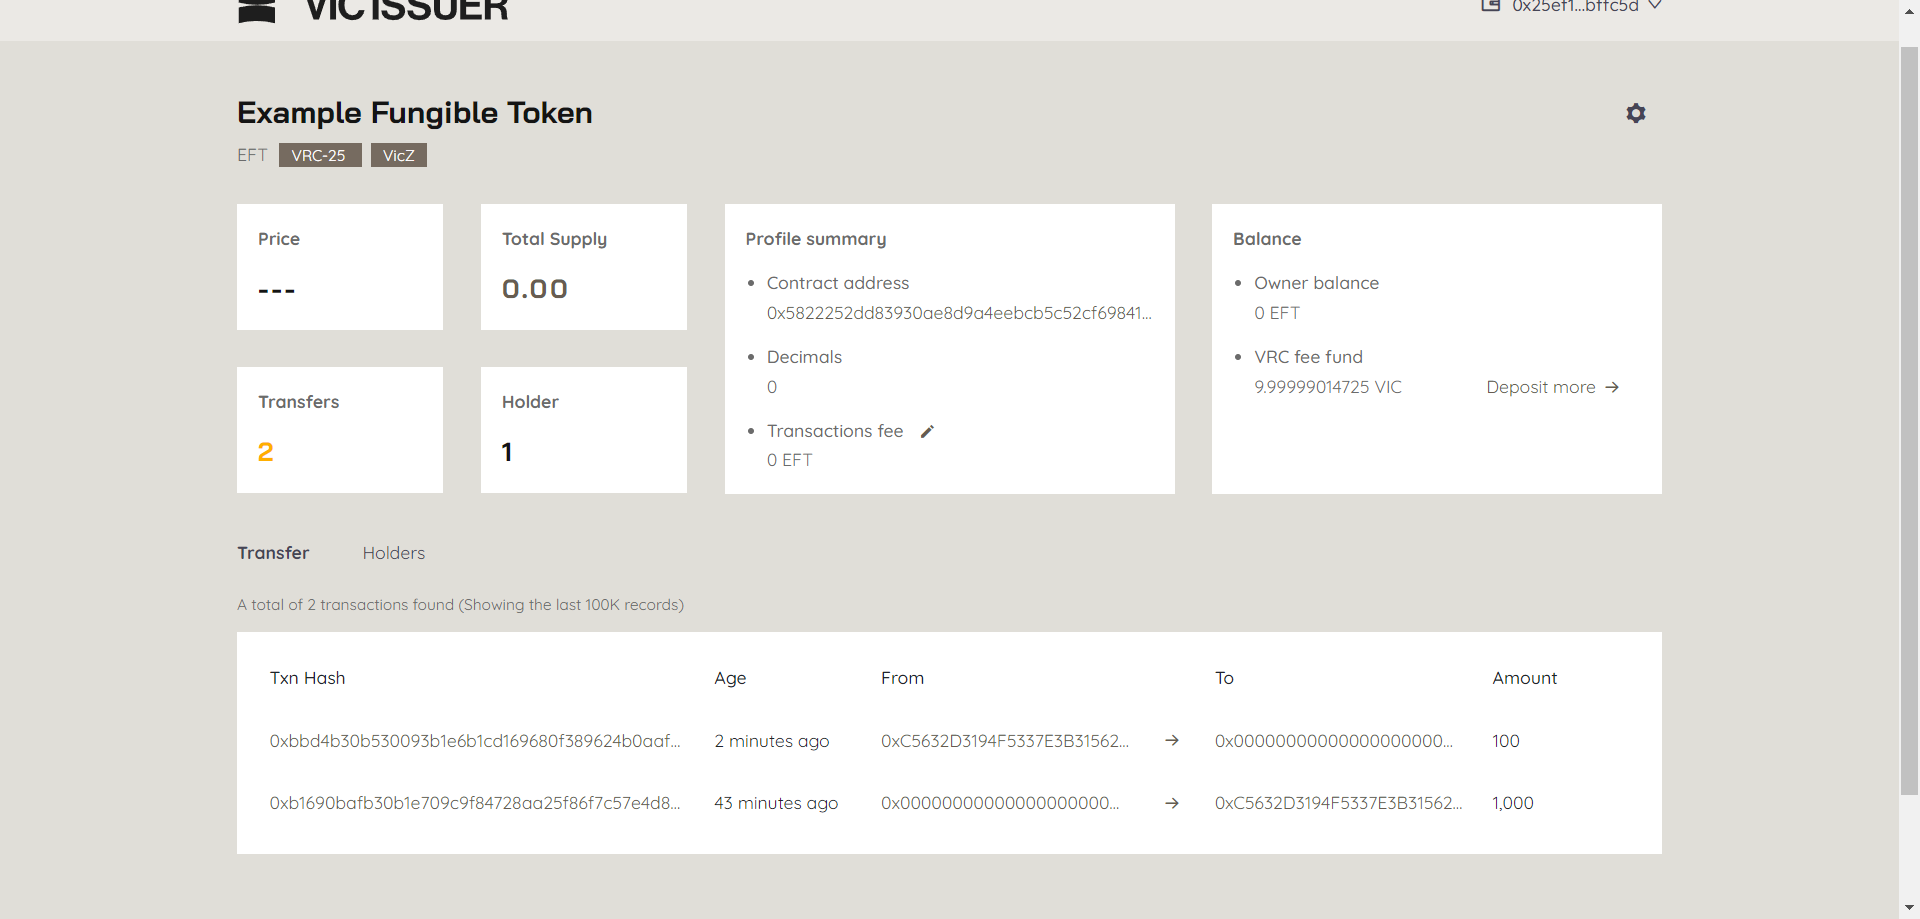 VIC ISSUER
0x25ef1...bffc5d
Example Fungible Token
EFT VRC-25 VicZ
Price
---
Total Supply
0.00
Transfers
2
Holder
1
Profile summary
Contract address
0x5822252dd83930ae8d9a4eebcb5c52cf69841...
Decimals
0
Transactions fee
0 EFT
Balance
Owner balance
0 EFT
VRC fee fund
9.99999014725 VIC Deposit more →
Transfer Holders
A total of 2 transactions found (Showing the last 100K records)
Txn Hash Age From To Amount
0xbbd4b30b530093b1e6b1cd169680f389624b0aaf... 2 minutes ago 0xC5632D3194F5337E3B31562... → 0x00000000000000000000... 100
0xb1690bafb30b1e709c9f84728aa25f86f7c57e4d8... 43 minutes ago 0x00000000000000000000... → 0xC5632D3194F5337E3B31562... 1,000